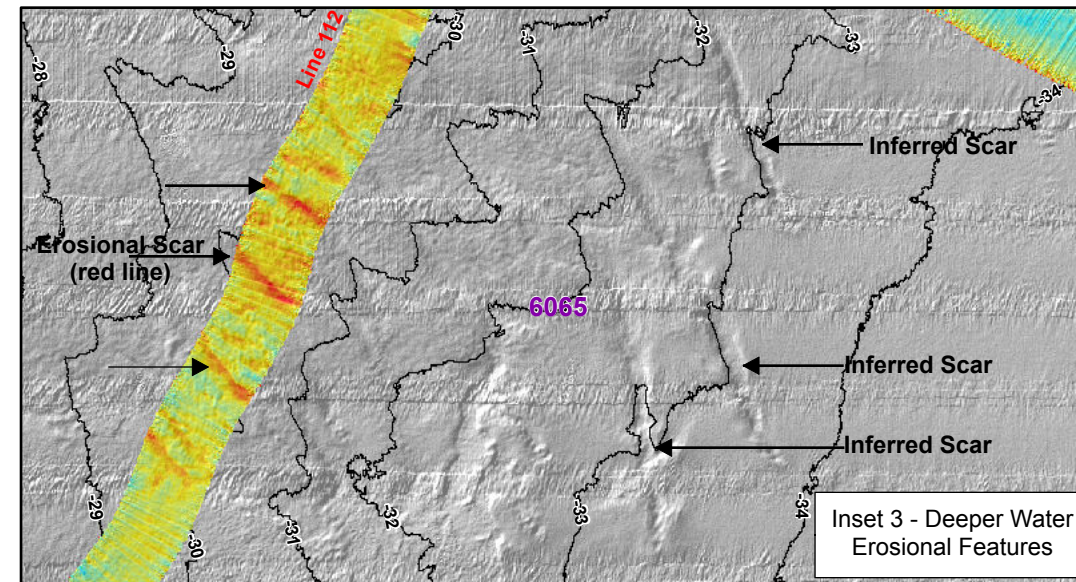 -28
-29
Line 112
-30
-31
-32
-33
-34
Inferred Scar
Erosional Scar
(red line)
6065
Inferred Scar
Inferred Scar
-29
-30
-31
-32
-33
-34
Inset 3 - Deeper Water
Erosional Features